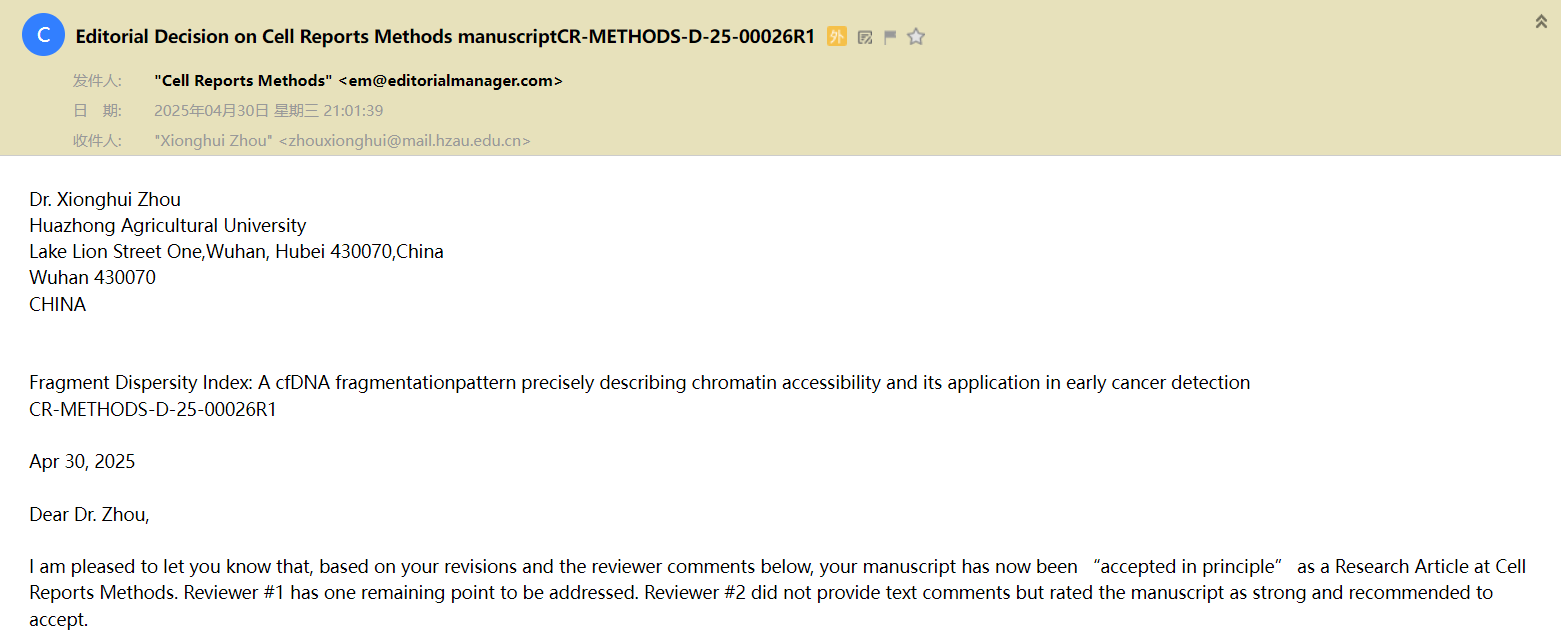 C
Editorial Decision on Cell Reports Methods manuscriptCR-METHODS-D-25-00026R1 外
发件人: "Cell Reports Methods" <em@editorialmanager.com>
日 期: 2025年04月30日 星期三 21:01:39
收件人: "Xionghui Zhou" <zhouxionghui@mail.hzau.edu.cn>
Dr. Xionghui Zhou
Huazhong Agricultural University
Lake Lion Street One,Wuhan, Hubei 430070,China
Wuhan 430070
CHINA
Fragment Dispersity Index: A cfDNA fragmentationpattern precisely describing chromatin accessibility and its application in early cancer detection
CR-METHODS-D-25-00026R1
Apr 30, 2025
Dear Dr. Zhou,
I am pleased to let you know that, based on your revisions and the reviewer comments below, your manuscript has now been “accepted in principle” as a Research Article at Cell
Reports Methods. Reviewer #1 has one remaining point to be addressed. Reviewer #2 did not provide text comments but rated the manuscript as strong and recommended to
accept.